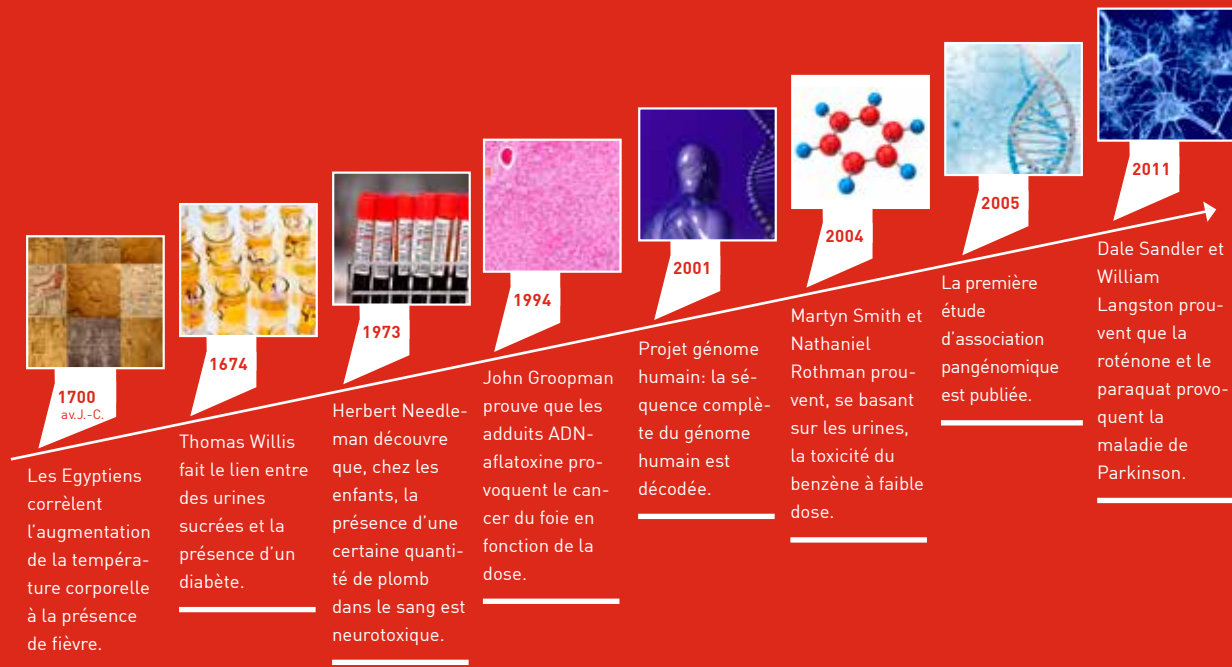 1700
av.J.-C.
Les Egyptiens
corrèlent
l’augmentation
de la tempéra-
ture corporelle
à la présence
de fièvre.
1674
Thomas Willis
fait le lien entre
des urines
sucrées et la
présence d’un
diabète.
1973
Herbert Needle-
man découvre
que, chez les
enfants, la
présence d’une
certaine quanti-
té de plomb
dans le sang est
neurotoxique.
1994
John Groopman
prouve que les
adduits ADN-
aflatoxine pro-
voquent le can-
cer du foie en
fonction de la
dose.
2001
Projet génome
humain: la sé-
quence complè-
te du génome
humain est
décodée.
2004
Martyn Smith et
Nathaniel
Rothman prou-
vent, se basant
sur les urines,
la toxicité du
benzène à faible
dose.
2005
La première
étude
d’association
pangénomique
est publiée.
2011
Dale Sandler et
William
Langston prou-
vent que la
roténone et le
paraquat provo-
quent la
maladie de
Parkinson.